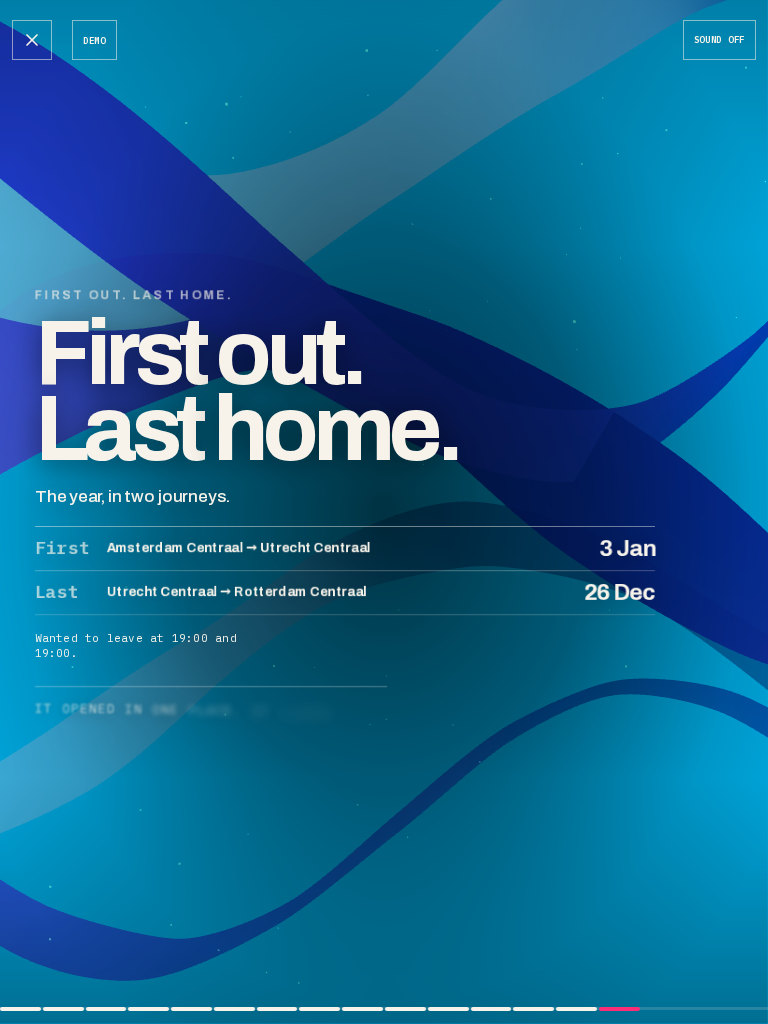 DEMO
SOUND OFF
FIRST OUT. LAST HOME.
First out.
Last home.
The year, in two journeys.
First Amsterdam Centraal → Utrecht Centraal 3 Jan
Last Utrecht Centraal → Rotterdam Centraal 26 Dec
Wanted to leave at 19:00 and
19:00.
IT OPENED IN ONE PLACE.